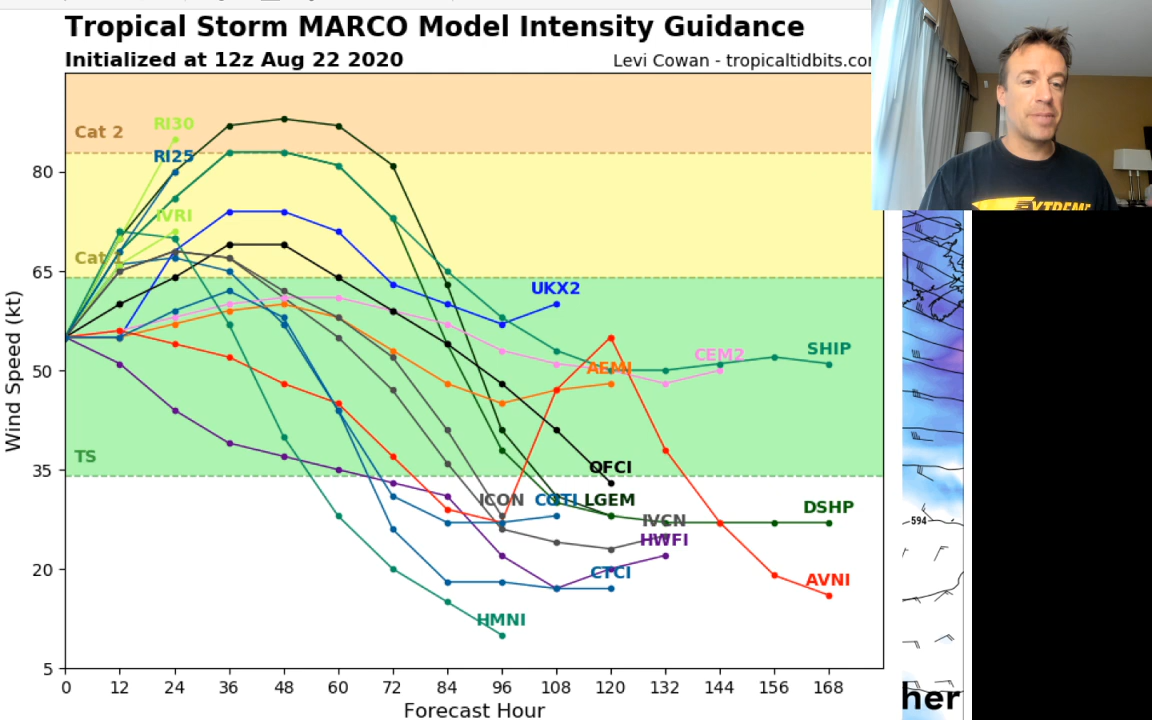 Tropical Storm MARCO Model Intensity Guidance
Initialized at 12z Aug 22 2020
Levi Cowan - tropicaltidbits.com
Cat 2
RI30
RI25
80
IVRI
Cat
65
UKX2
SHIP
CEM2
AEMI
50
Wind Speed (kt)
TS
35
OFCI
ICON
LGEM
DSHP
IVCN
HWFI
594
20
CTCI
AVNI
HMNI
5
0 12 24 36 48 60 72 84 96 108 120 132 144 156 168
Forecast Hour
her
EXTREME